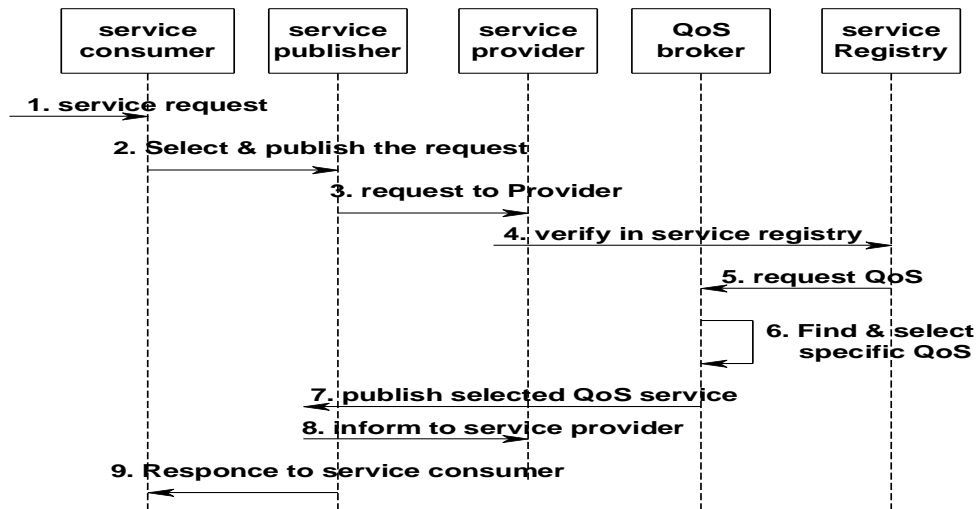 service
consumer
service
publisher
service
provider
QoS
broker
service
Registry
1. service request
2. Select & publish the request
3. request to Provider
4. verify in service registry
5. request QoS
6. Find & select
specific QoS
7. publish selected QoS service
8. inform to service provider
9. Responce to service consumer